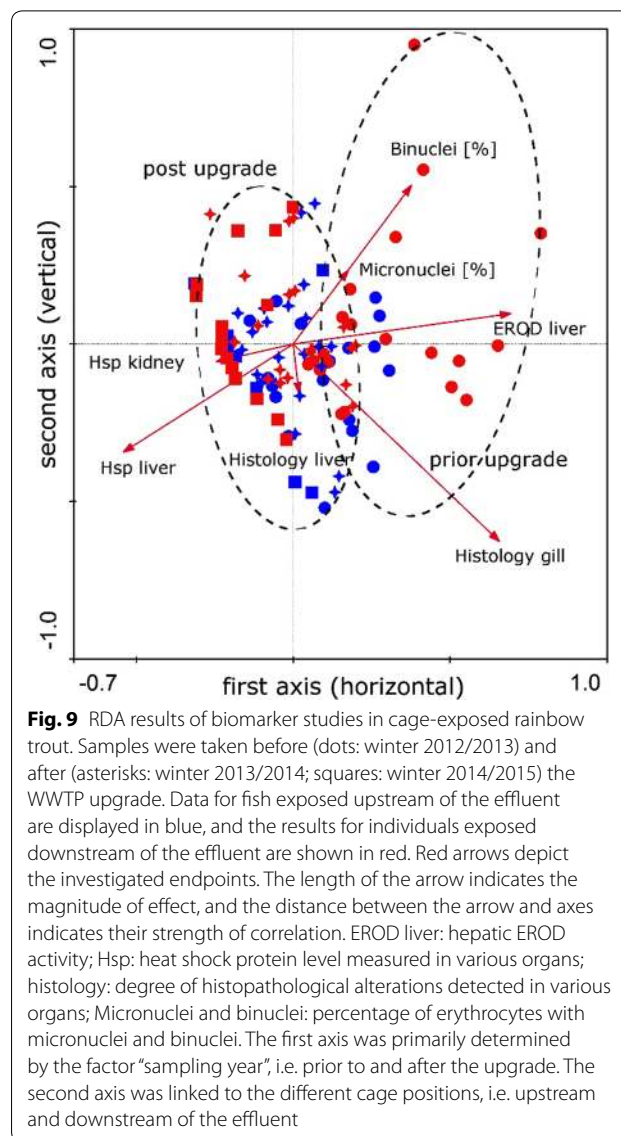 1.0
Binuclei [%]
post upgrade
Micronuclei [%]
EROD liver
Hsp kidney
second axis (vertical)
Hsp liver
Histology liver
prior upgrade
Histology gill
-1.0
-0.7
first axis (horizontal)
1.0
Fig. 9 RDA results of biomarker studies in cage-exposed rainbow
trout. Samples were taken before (dots: winter 2012/2013) and
after (asterisks: winter 2013/2014; squares: winter 2014/2015) the
WWTP upgrade. Data for fish exposed upstream of the effluent
are displayed in blue, and the results for individuals exposed
downstream of the effluent are shown in red. Red arrows depict
the investigated endpoints. The length of the arrow indicates the
magnitude of effect, and the distance between the arrow and axes
indicates their strength of correlation. EROD liver: hepatic EROD
activity; Hsp: heat shock protein level measured in various organs;
histology: degree of histopathological alterations detected in various
organs; Micronuclei and binuclei: percentage of erythrocytes with
micronuclei and binuclei. The first axis was primarily determined
by the factor “sampling year”, i.e. prior to and after the upgrade. The
second axis was linked to the different cage positions, i.e. upstream
and downstream of the effluent